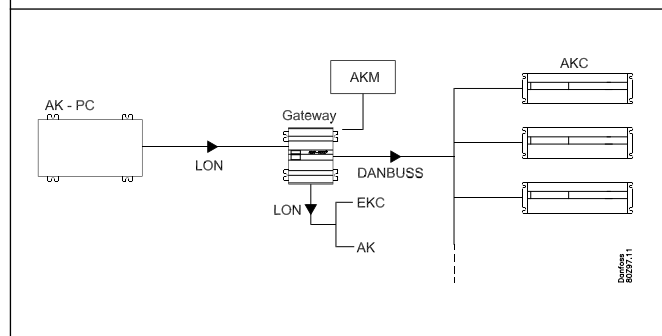 AKC
AKM
AK - PC
Gateway
LON
DANBUSS
LON
EKC
AK
Danfoss
80Z97.11